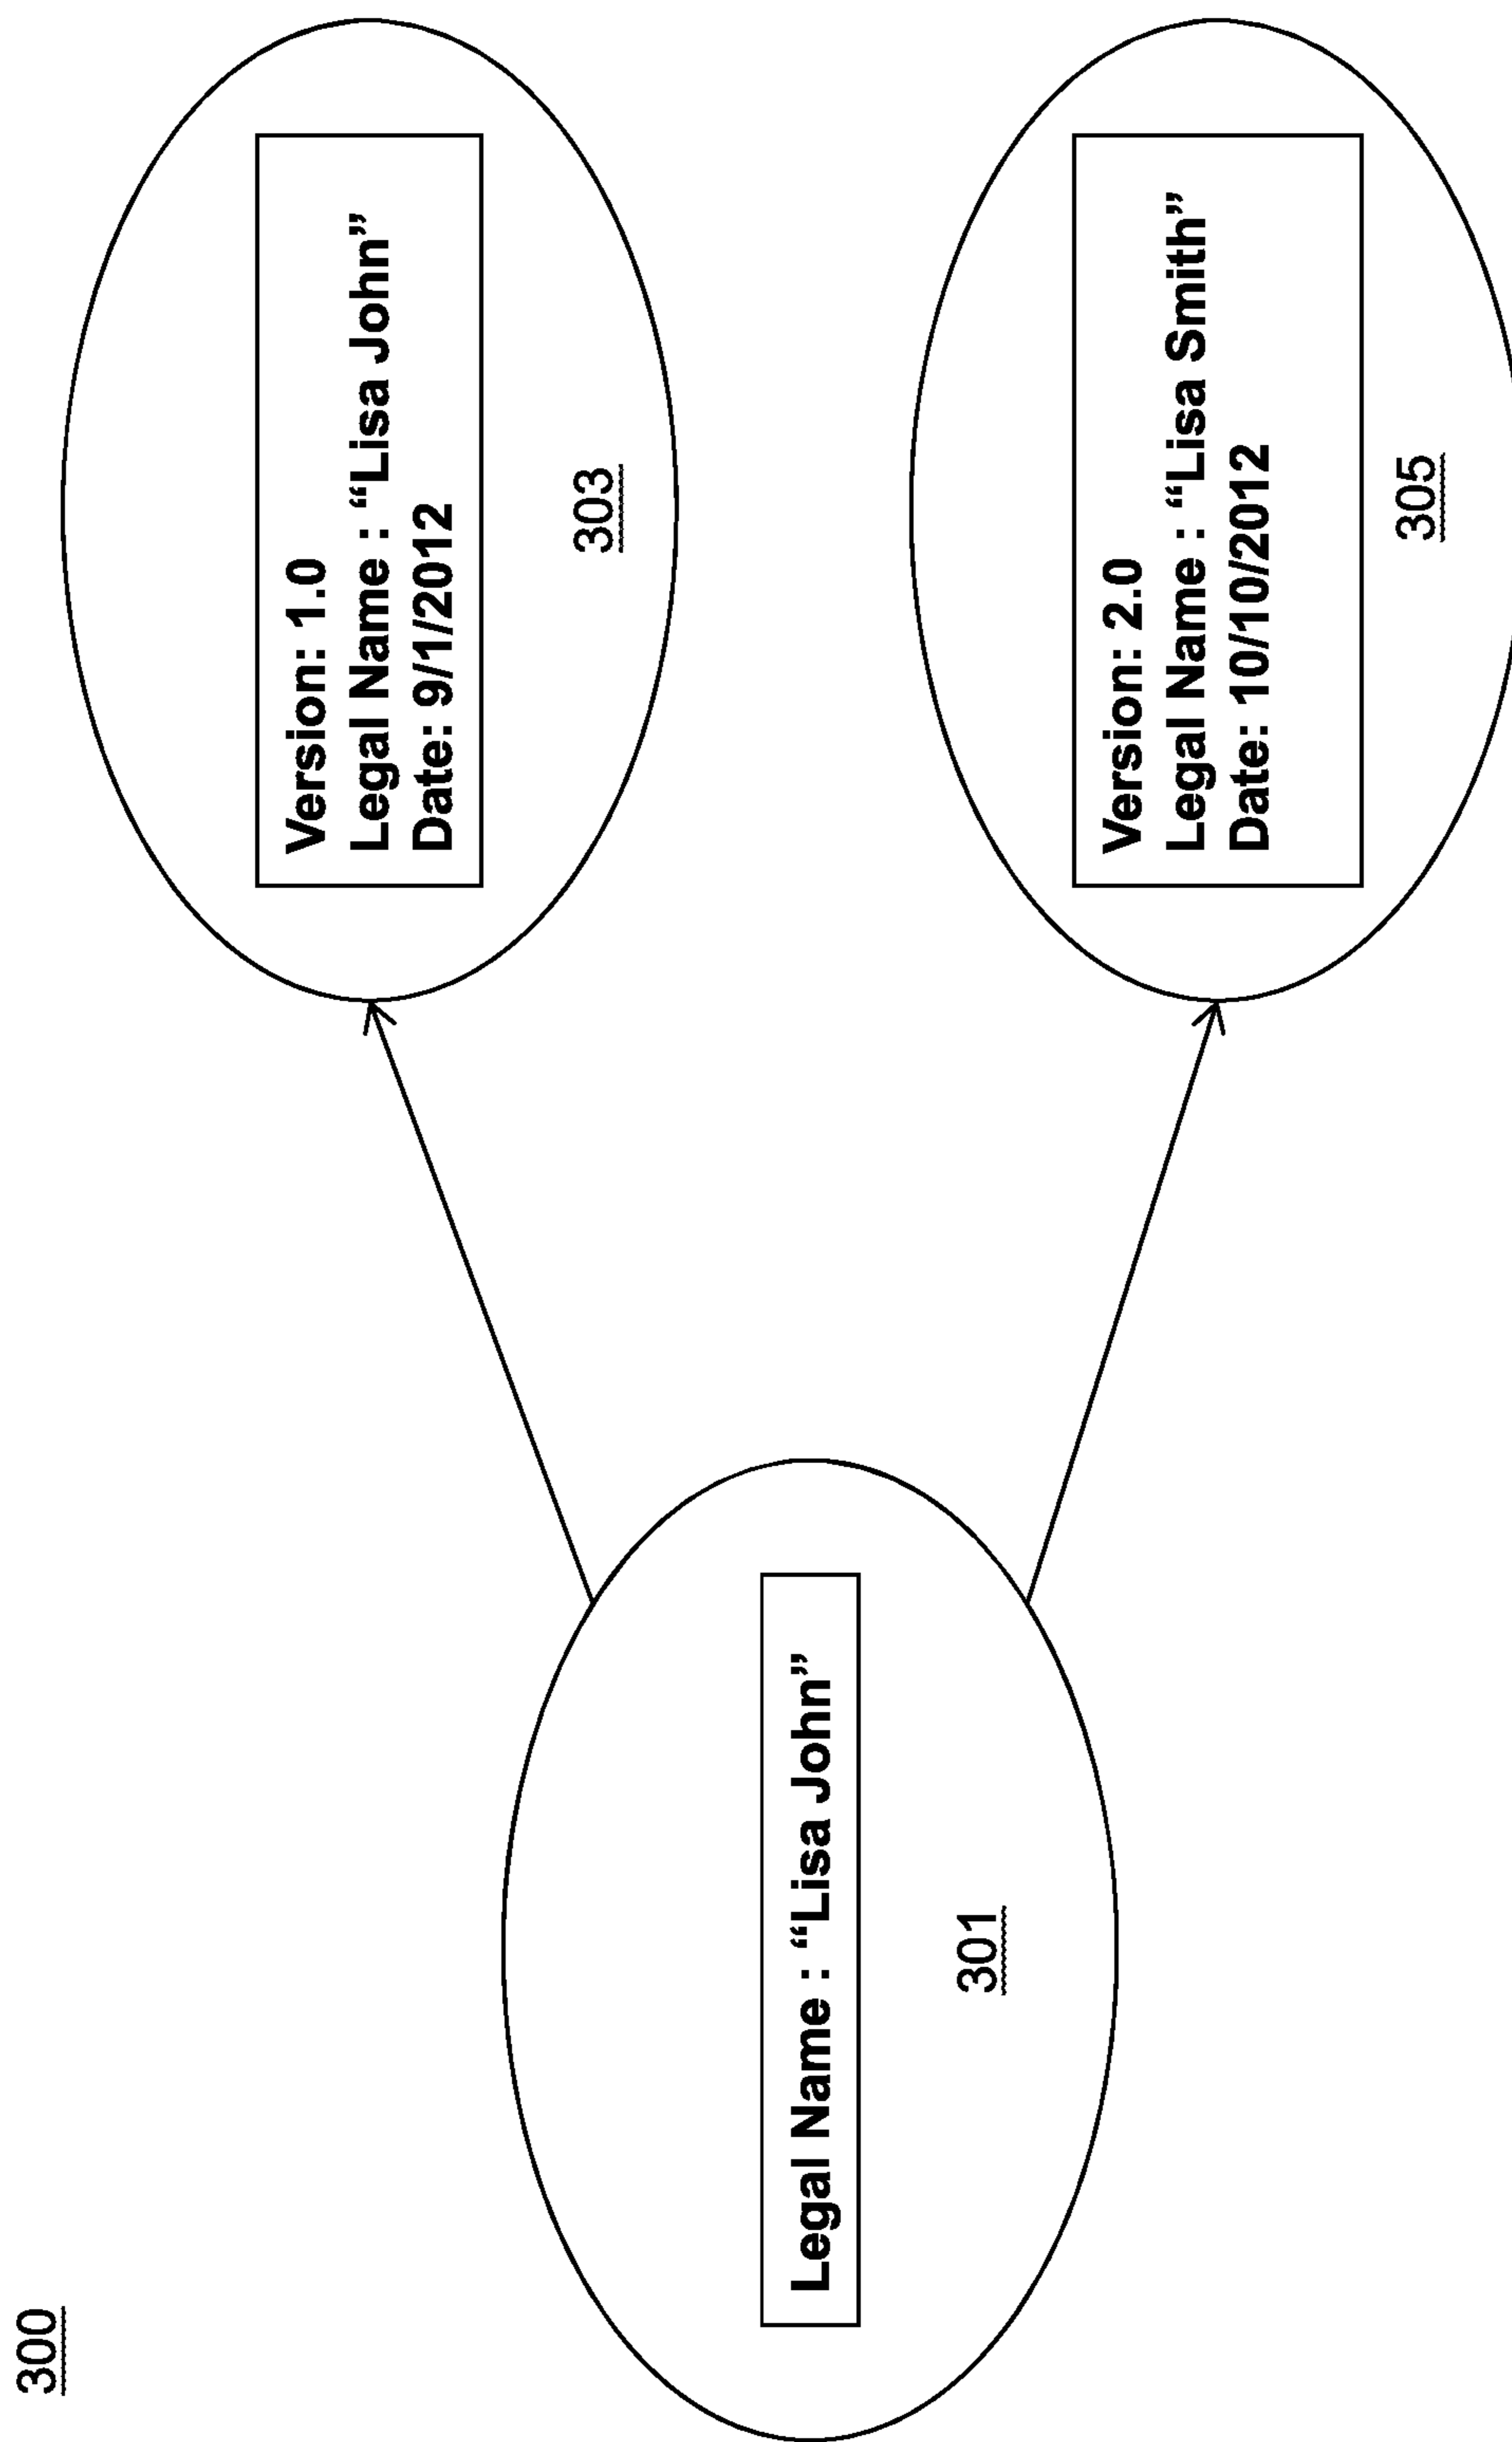 300
Legal Name : “Lisa John”
301
Version: 1.0
Legal Name : “Lisa John”
Date: 9/1/2012
303
Version: 2.0
Legal Name : “Lisa Smith”
Date: 10/10/2012
305